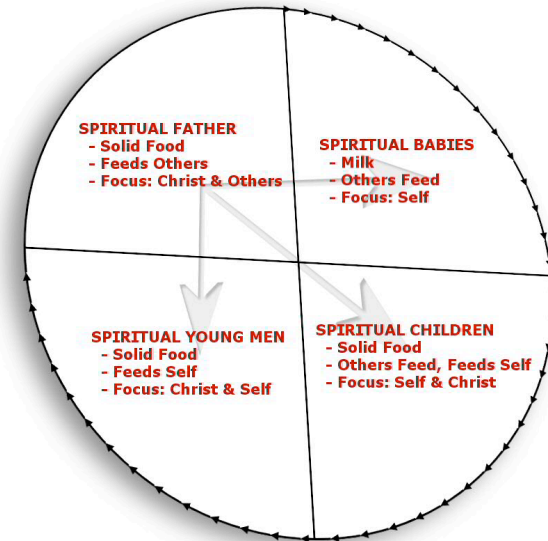 SPIRITUAL FATHER
- Solid Food
- Feeds Others
- Focus: Christ & Others
SPIRITUAL BABIES
- Milk
- Others Feed
- Focus: Self
SPIRITUAL YOUNG MEN
- Solid Food
- Feeds Self
- Focus: Christ & Self
SPIRITUAL CHILDREN
- Solid Food
- Others Feed, Feeds Self
- Focus: Self & Christ